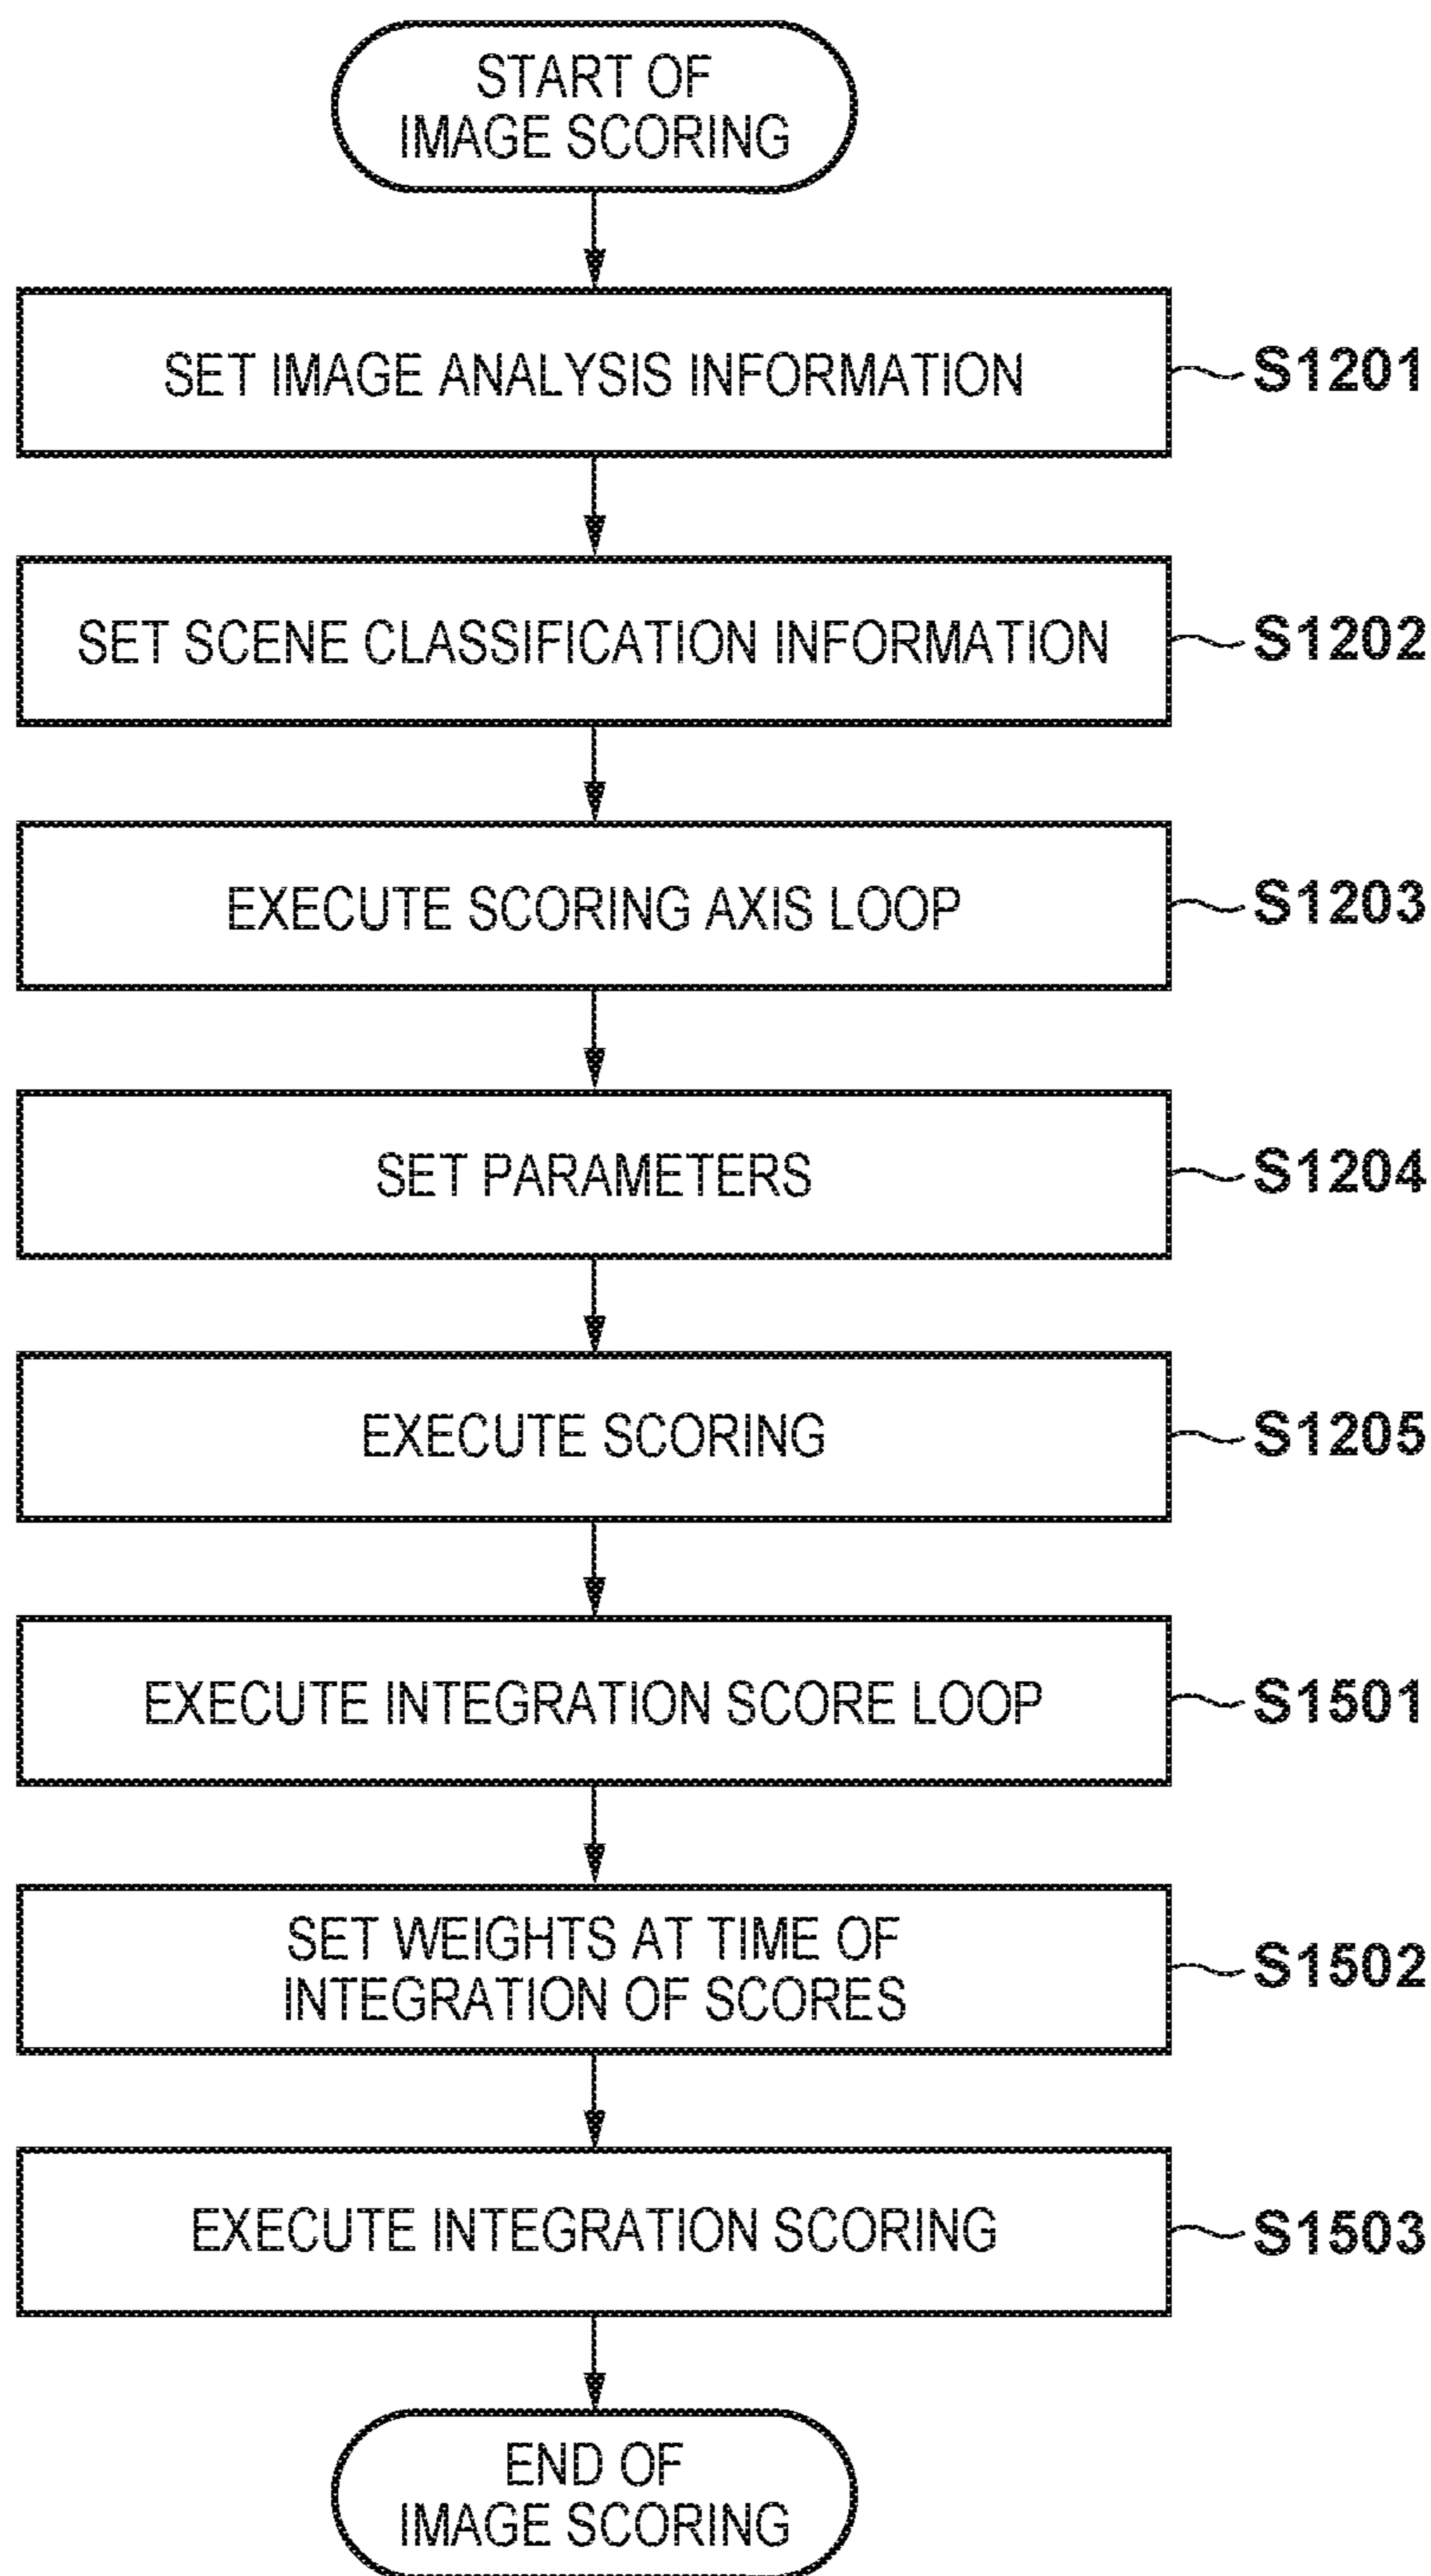 START OF
IMAGE SCORING
SET IMAGE ANALYSIS INFORMATION
S1201
SET SCENE CLASSIFICATION INFORMATION
S1202
EXECUTE SCORING AXIS LOOP
S1203
SET PARAMETERS
S1204
EXECUTE SCORING
S1205
EXECUTE INTEGRATION SCORE LOOP
S1501
SET WEIGHTS AT TIME OF
INTEGRATION OF SCORES
S1502
EXECUTE INTEGRATION SCORING
S1503
END OF
IMAGE SCORING